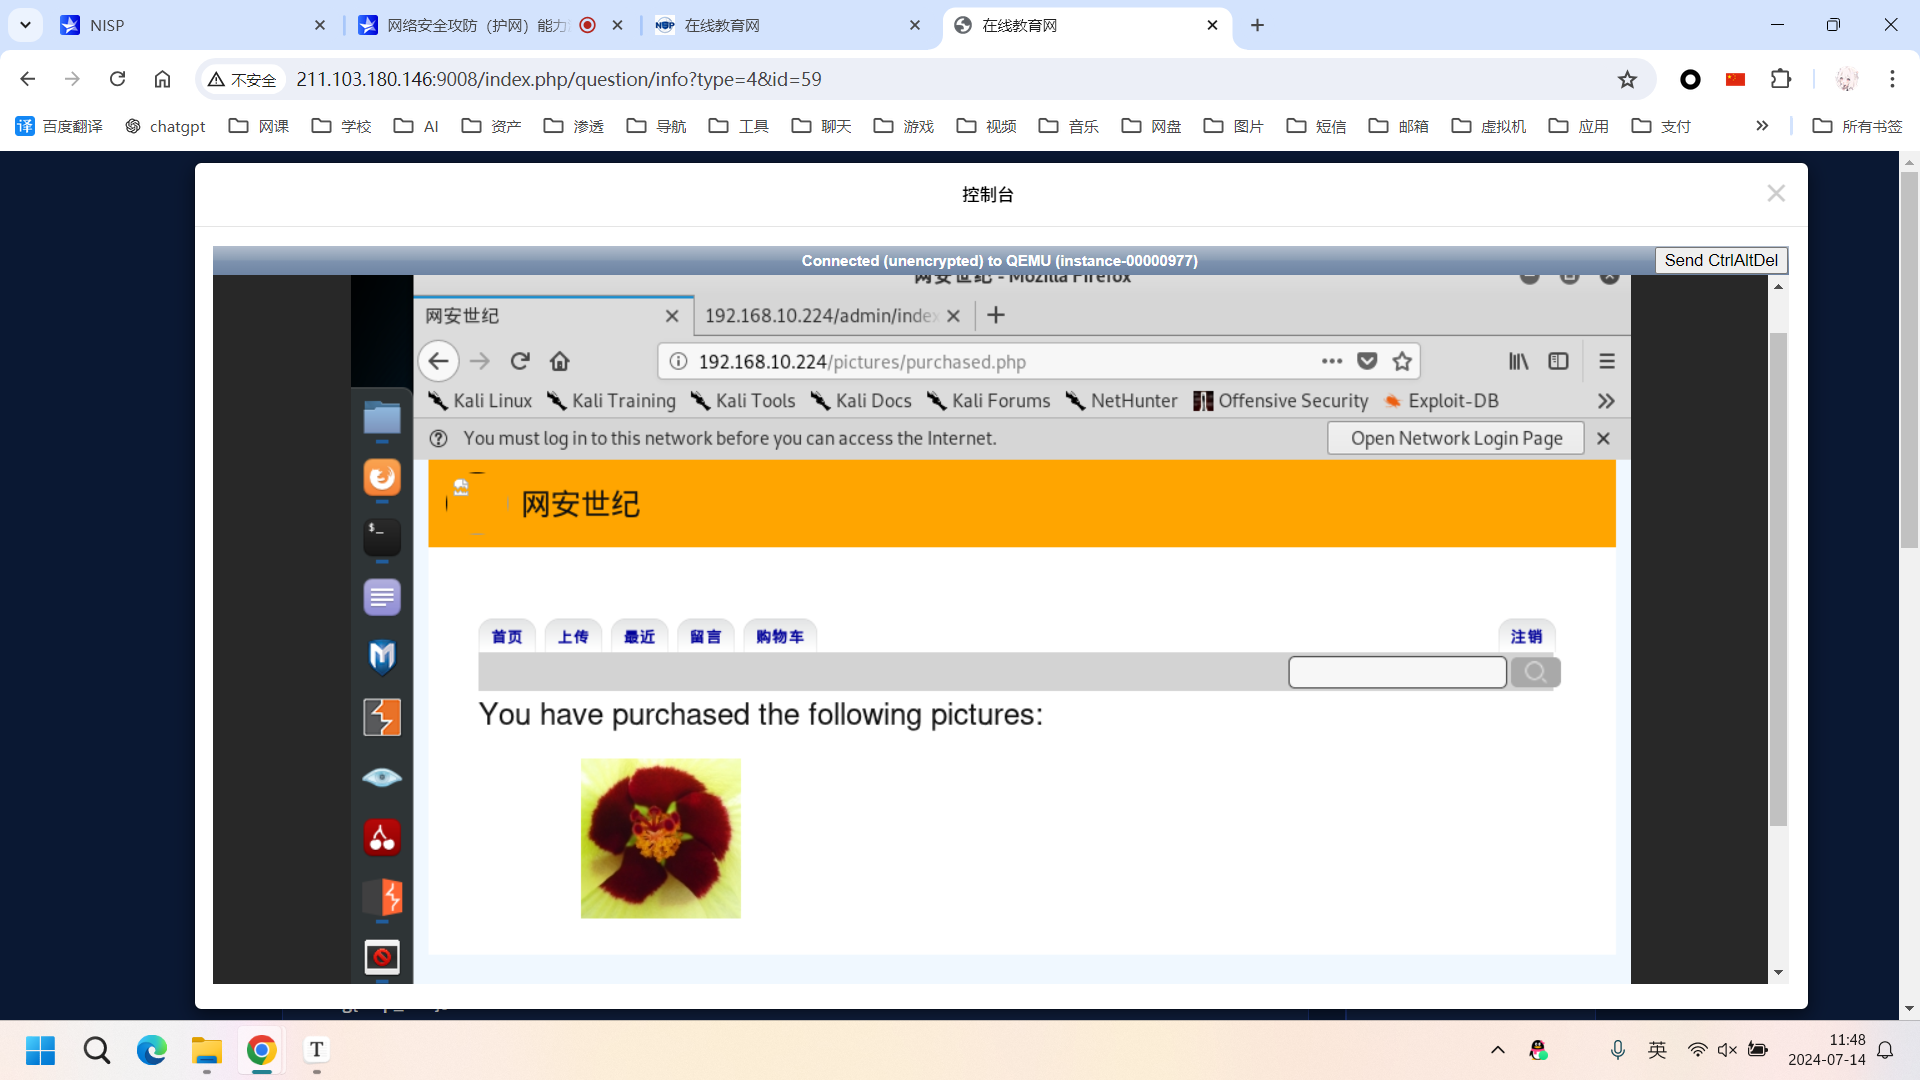 NISP
网络安全攻防（护网）能力
在线教育网
在线教育网
不安全
211.103.180.146:9008/index.php/question/info?type=4&id=59
百度翻译
chatgpt
网课
学校
AI
资产
渗透
导航
工具
聊天
游戏
视频
音乐
网盘
图片
短信
邮箱
虚拟机
应用
支付
所有书签
控制台
Connected (unencrypted) to QEMU (instance-00000977)
Send CtrlAltDel
网安世纪 - Mozilla Firefox
网安世纪
192.168.10.224/admin/index
192.168.10.224/pictures/purchased.php
Kali Linux
Kali Training
Kali Tools
Kali Docs
Kali Forums
NetHunter
Offensive Security
Exploit-DB
You must log in to this network before you can access the Internet.
Open Network Login Page
网安世纪
首页
上传
最近
留言
购物车
注销
You have purchased the following pictures:
英
11:48
2024-07-14